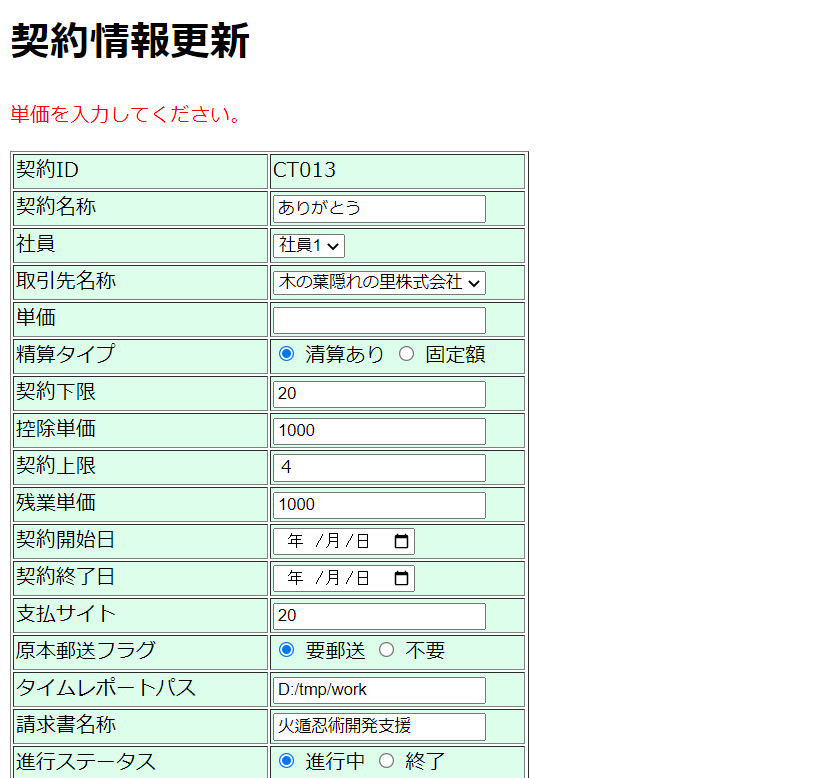 契約情報更新
単価を入力してください。
契約ID CT013
契約名称 ありがとう
社員 社員1
取引先名称 木の葉隠れの里株式会社
単価
精算タイプ 清算あり 固定額
契約下限 20
控除単価 1000
契約上限 4
残業単価 1000
契約開始日 年 /月/日
契約終了日 年 /月/日
支払サイト 20
原本郵送フラグ 要郵送 不要
タイムレポートパス D:/tmp/work
請求書名称 火遁忍術開発支援
進行ステータス 進行中 終了